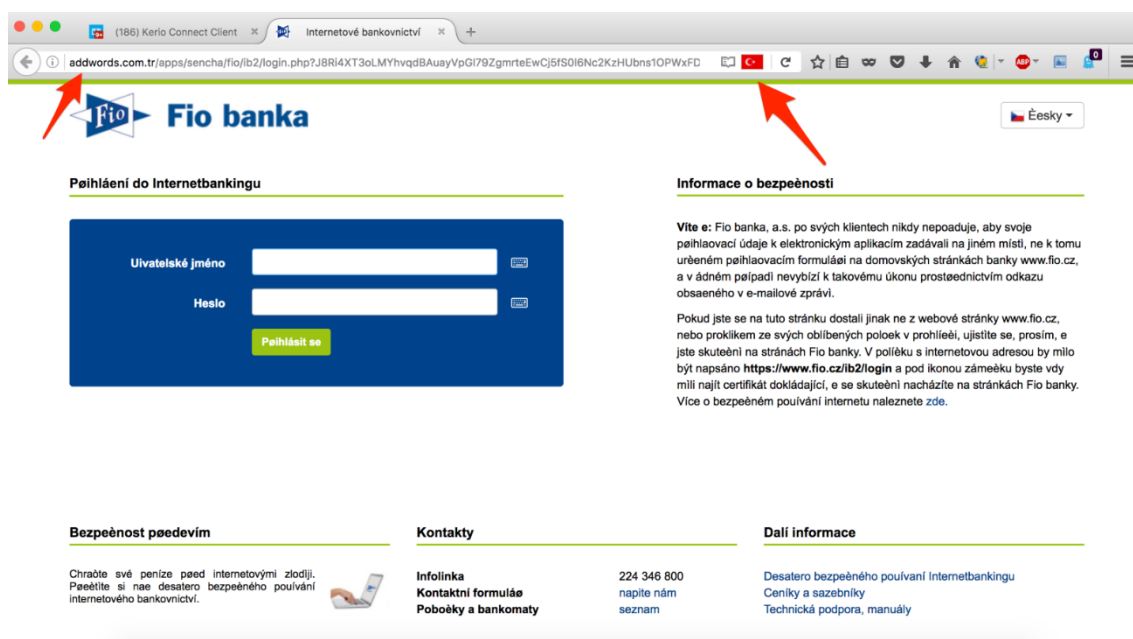 (186) Kerio Connect Client
Internetové bankovnictví
addwords.com.tr/apps/sencha/fio/ib2/login.php?J8Ri4XT3oLMYhvqdBAuayVpGl79ZgmrteEwCj5fS0I6Nc2KzHUbns1OPWxFD
ABP
0
Fio
Fio banka
Èesky
Pøihláení do Internetbankingu
Uivatelské jméno
Heslo
Pøihlásit se
Informace o bezpeènosti
Víte e: Fio banka, a.s. po svých klientech nikdy nepoaduje, aby svoje
pøihlaovací údaje k elektronickým aplikacím zadávali na jiném místì, ne k tomu
urèeném pøihlaovacím formuláøi na domovských stránkách banky www.fio.cz,
a v ádném pøípadì nevybízí k takovému úkonu prostøednictvím odkazu
obsaeného v e-mailové zprávì.
Pokud jste se na tuto stránku dostali jinak ne z webové stránky www.fio.cz,
nebo proklikem ze svých oblíbených poloek v prohlíeèi, ujistìte se, prosím, e
jste skuteènì na stránách Fio banky. V políèku s internetovou adresou by mìlo
být napsáno https://www.fio.cz/ib2/login a pod ikonou zámeèku byste vdy
mìli najít certifikát dokládající, e se skuteènì nacházíte na stránkách Fio banky.
Více o bezpeèném pouívání internetu naleznete zde.
Bezpeènost pøedevím
Chraòte své peníze pøed internetovými zlodìji.
Pøeètìte si nae desatero bezpeèného pouívání
internetového bankovnictví.
Kontakty
Infolinka 224 346 800
Kontaktní formuláø napite nám
Poboèky a bankomaty seznam
Dalí informace
Desatero bezpeèného pouívaní Internetbankingu
Ceníky a sazebníky
Technická podpora, manuály